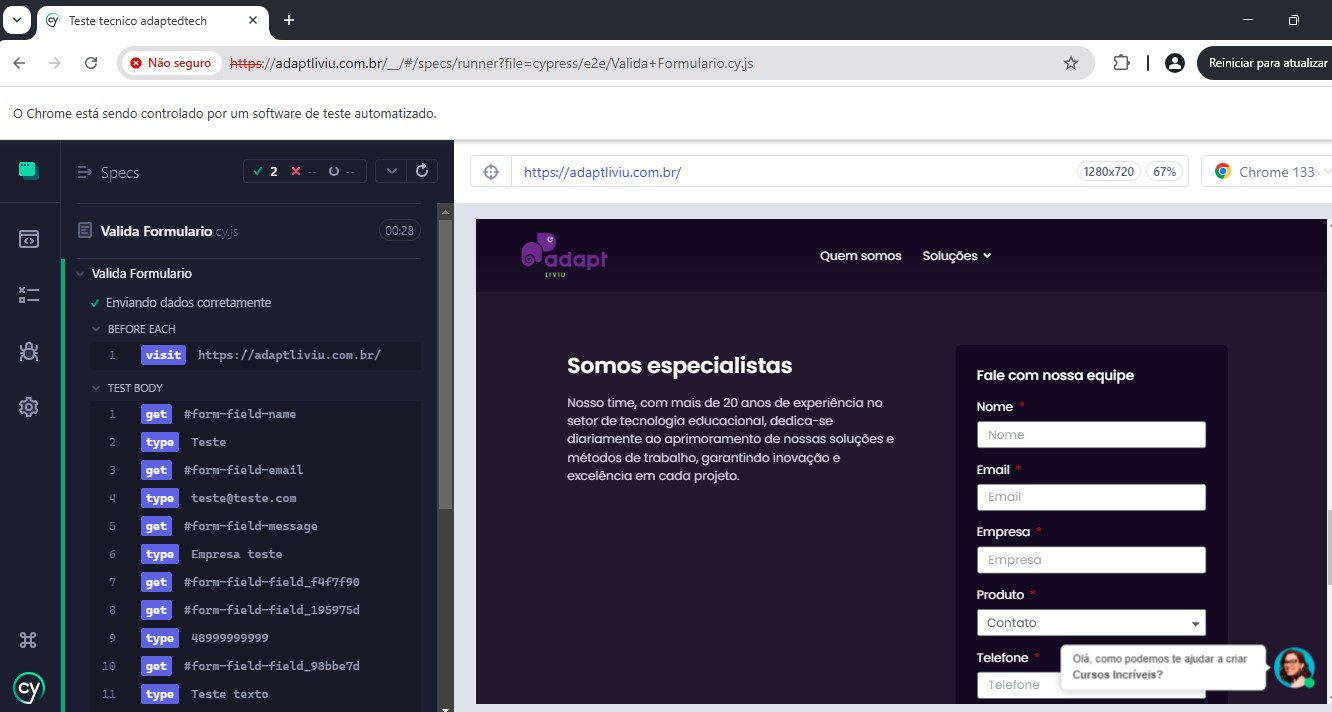 Teste tecnico adaptedtech
Não seguro
https://adaptliviu.com.br/__/#/specs/runner?file=cypress/e2e/Valida+Formulario.cy.js
Reiniciar para atualizar
O Chrome está sendo controlado por um software de teste automatizado.
Specs
2 -- --
Valida Formulario.cy.js
00:28
Valida Formulario
Enviando dados corretamente
BEFORE EACH
1 visit https://adaptliviu.com.br/
TEST BODY
1 get #form-field-name
2 type Teste
3 get #form-field-email
4 type teste@teste.com
5 get #form-field-message
6 type Empresa teste
7 get #form-field-field_f4f7f90
8 get #form-field-field_195975d
9 type 48999999999
10 get #form-field-field_98bbe7d
11 type Teste texto
cy
https://adaptliviu.com.br/
1280x720
67%
Chrome 133
adapt
LIVIU
Quem somos
Soluções
Somos especialistas
Nosso time, com mais de 20 anos de experiência no
setor de tecnologia educacional, dedica-se
diariamente ao aprimoramento de nossas soluções e
métodos de trabalho, garantindo inovação e
excelência em cada projeto.
Fale com nossa equipe
Nome *
Nome
Email *
Email
Empresa *
Empresa
Produto *
Contato
Telefone *
Telefone
Olá, como podemos te ajudar a criar
Cursos Incríveis?